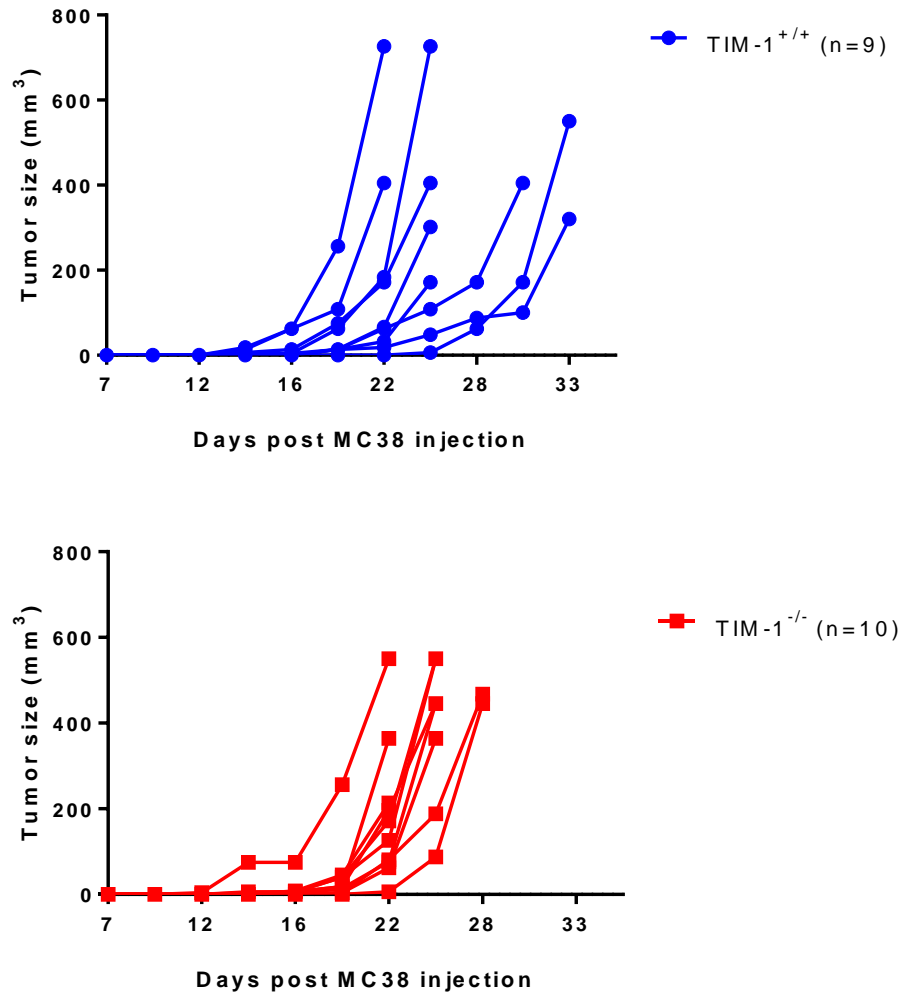 800
600
400
200
0
Tumor size (mm³)
7 12 16 22 28 33
Days post MC38 injection
TIM-1⁺/⁺ (n=9)
800
600
400
200
0
Tumor size (mm³)
7 12 16 22 28 33
Days post MC38 injection
TIM-1⁻/⁻ (n=10)